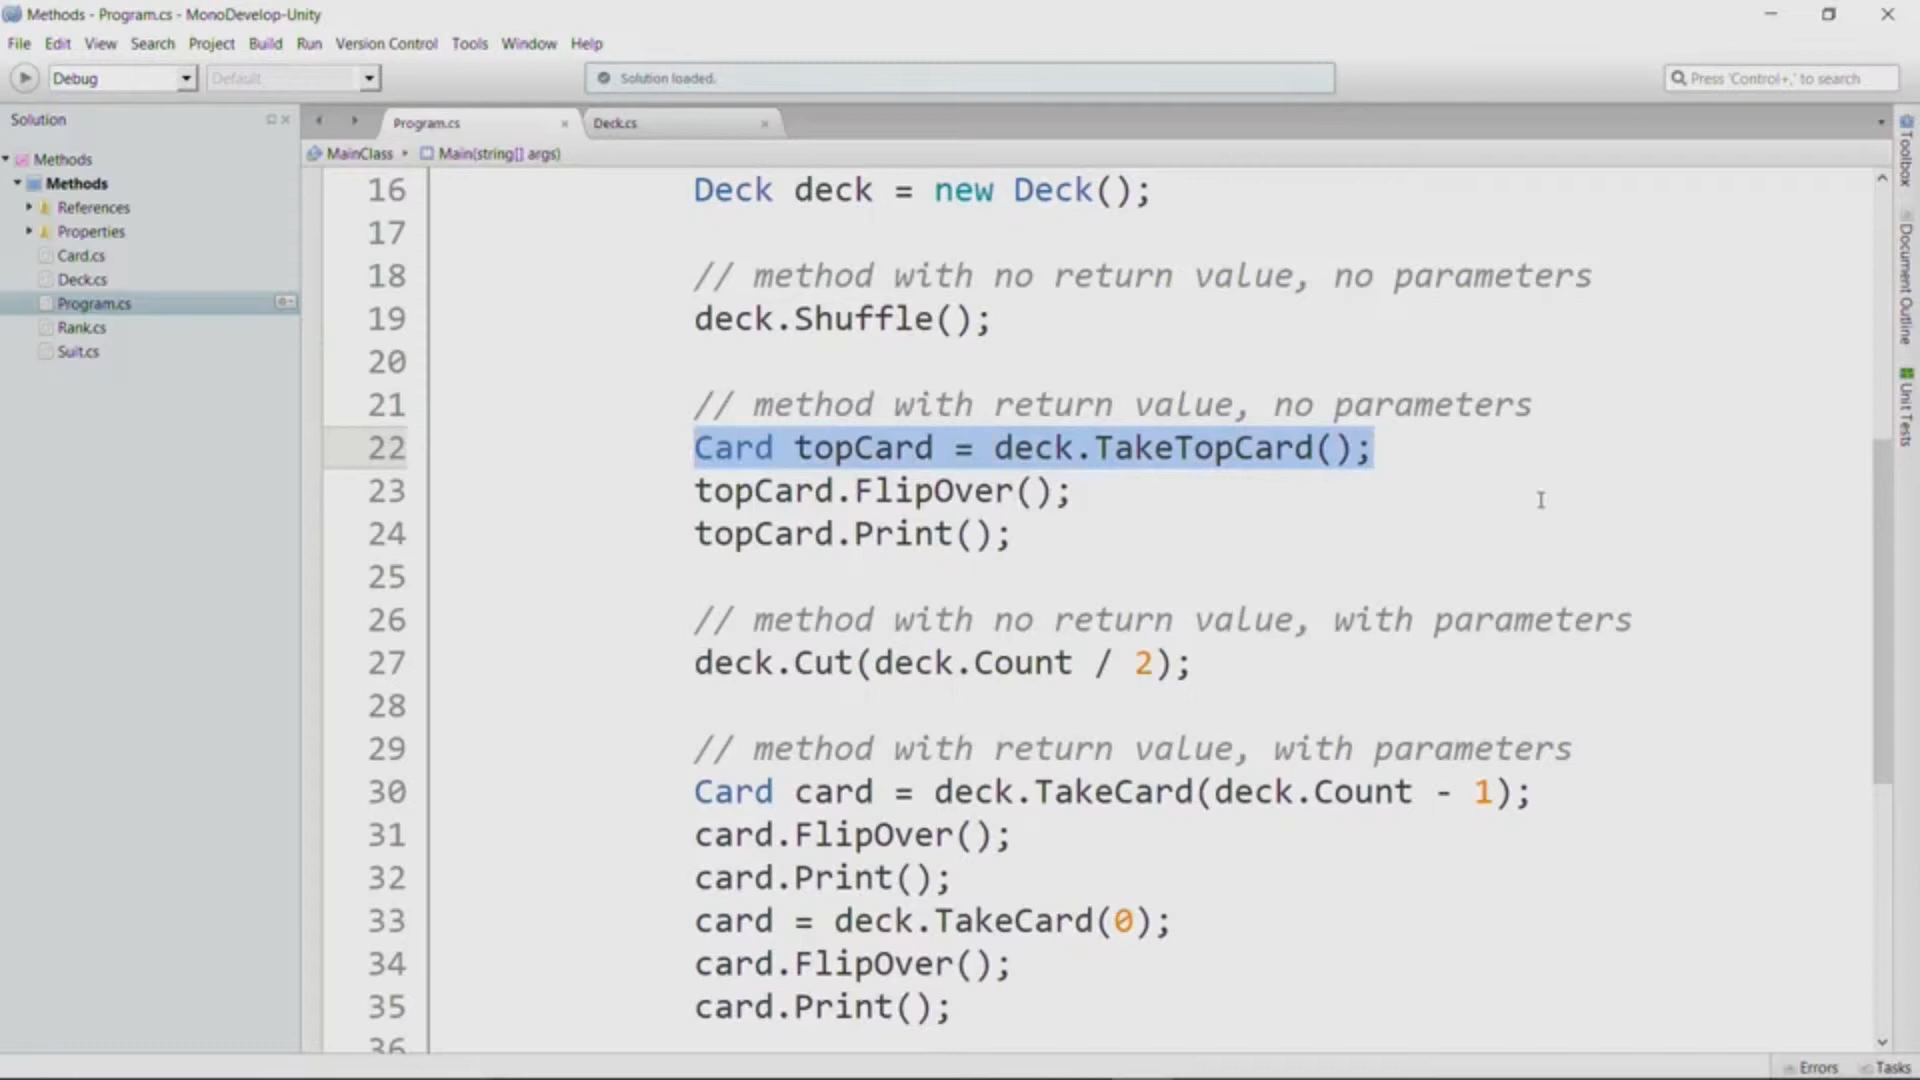 Methods - Program.cs - MonoDevelop-Unity
File Edit View Search Project Build Run Version Control Tools Window Help
Debug Default Solution loaded. Press 'Control+,' to search
Solution Program.cs Deck.cs
MainClass Main(string[] args)
Methods
Methods
References
Properties
Card.cs
Deck.cs
Program.cs
Rank.cs
Suit.cs
16 Deck deck = new Deck();
17
18 // method with no return value, no parameters
19 deck.Shuffle();
20
21 // method with return value, no parameters
22 Card topCard = deck.TakeTopCard();
23 topCard.FlipOver();
24 topCard.Print();
25
26 // method with no return value, with parameters
27 deck.Cut(deck.Count / 2);
28
29 // method with return value, with parameters
30 Card card = deck.TakeCard(deck.Count - 1);
31 card.FlipOver();
32 card.Print();
33 card = deck.TakeCard(0);
34 card.FlipOver();
35 card.Print();
36
Toolbox
Document Outline
Unit Tests
Errors Tasks